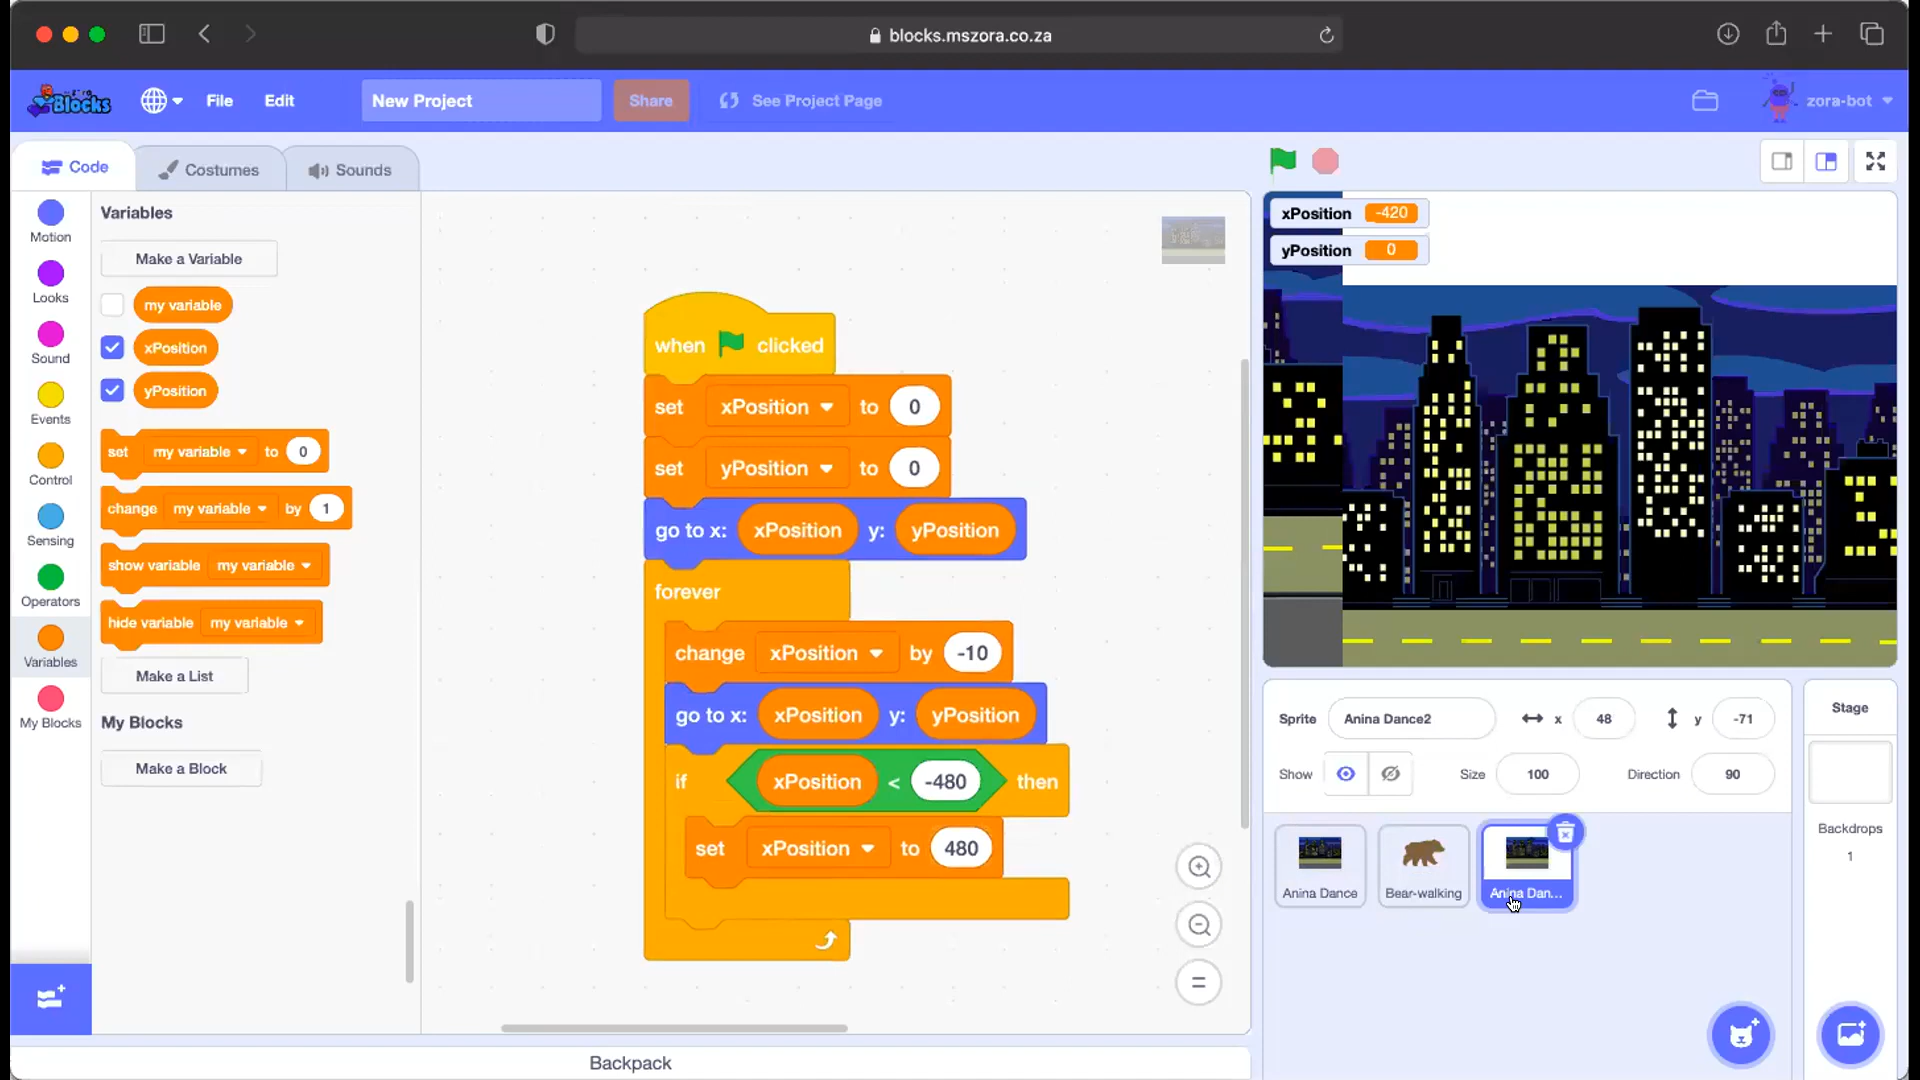 blocks.mszora.co.za
Blocks
File
Edit
New Project
Share
See Project Page
zora-bot
Code
Costumes
Sounds
Motion
Looks
Sound
Events
Control
Sensing
Operators
Variables
My Blocks
Variables
Make a Variable
my variable
xPosition
yPosition
set my variable to 0
change my variable by 1
show variable my variable
hide variable my variable
Make a List
My Blocks
Make a Block
when clicked
set xPosition to 0
set yPosition to 0
go to x: xPosition y: yPosition
forever
change xPosition by -10
go to x: xPosition y: yPosition
if xPosition < -480 then
set xPosition to 480
Backpack
xPosition -420
yPosition 0
Sprite Anina Dance2 x 48 y -71
Show Size 100 Direction 90
Anina Dance
Bear-walking
Anina Dan...
Stage
Backdrops
1